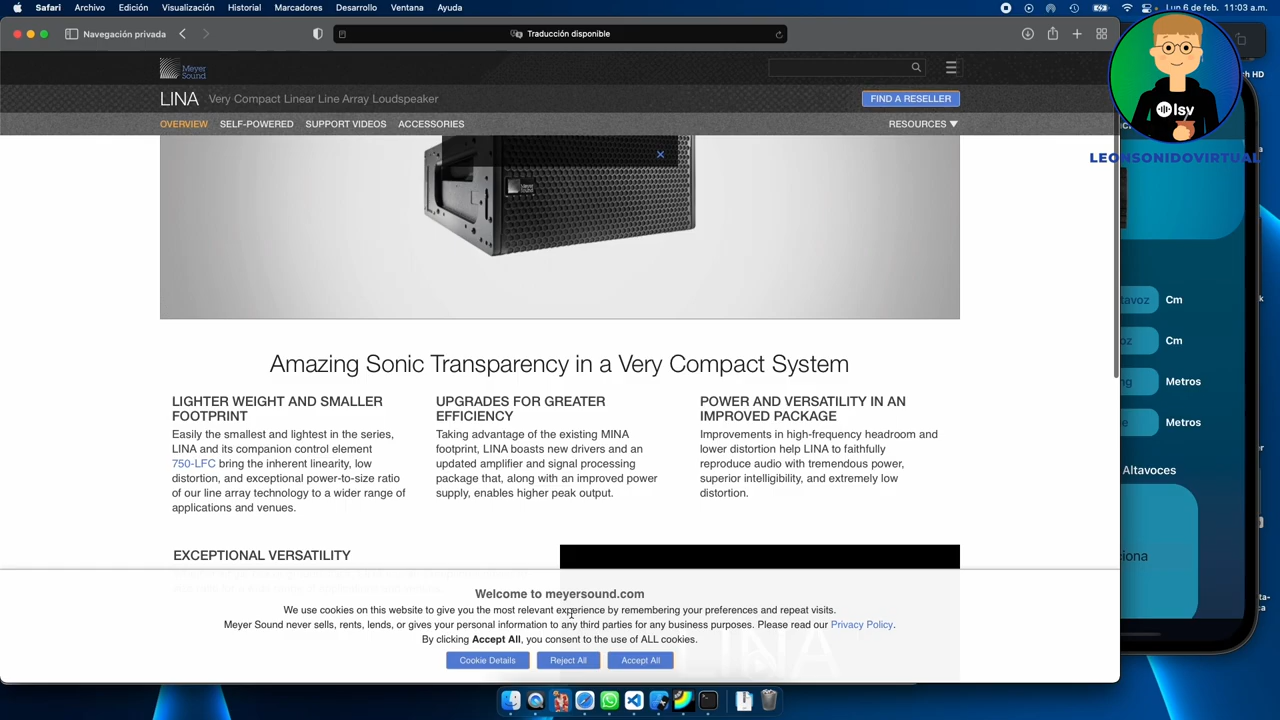 Safari Archivo Edición Visualización Historial Marcadores Desarrollo Ventana Ayuda
Lun 6 de feb. 11:03 a.m.
Navegación privada
Traducción disponible
Meyer Sound
LINA Very Compact Linear Line Array Loudspeaker
FIND A RESELLER
OVERVIEW SELF-POWERED SUPPORT VIDEOS ACCESSORIES
RESOURCES
lsv
LEONSONIDOVIRTUAL
Amazing Sonic Transparency in a Very Compact System
LIGHTER WEIGHT AND SMALLER
FOOTPRINT
Easily the smallest and lightest in the series,
LINA and its companion control element
750-LFC bring the inherent linearity, low
distortion, and exceptional power-to-size ratio
of our line array technology to a wider range of
applications and venues.
UPGRADES FOR GREATER
EFFICIENCY
Taking advantage of the existing MINA
footprint, LINA boasts new drivers and an
updated amplifier and signal processing
package that, along with an improved power
supply, enables higher peak output.
POWER AND VERSATILITY IN AN
IMPROVED PACKAGE
Improvements in high-frequency headroom and
lower distortion help LINA to faithfully
reproduce audio with tremendous power,
superior intelligibility, and extremely low
distortion.
EXCEPTIONAL VERSATILITY
Welcome to meyersound.com
We use cookies on this website to give you the most relevant experience by remembering your preferences and repeat visits.
Meyer Sound never sells, rents, lends, or gives your personal information to any third parties for any business purposes. Please read our Privacy Policy.
By clicking Accept All, you consent to the use of ALL cookies.
Cookie Details Reject All Accept All
LINA
HD
tavoz Cm
oz Cm
ng Metros
e Metros
Altavoces
iona